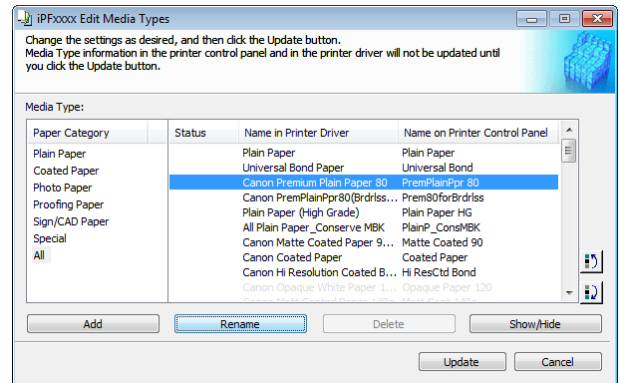 iPFxxxx Edit Media Types
Change the settings as desired, and then click the Update button.
Media Type information in the printer control panel and in the printer driver will not be updated until
you click the Update button.
Media Type:
Paper Category Status Name in Printer Driver Name on Printer Control Panel
Plain Paper
Coated Paper
Photo Paper
Proofing Paper
Sign/CAD Paper
Special
All
Plain Paper Plain Paper
Universal Bond Paper Universal Bond
Canon Premium Plain Paper 80 PremPlainPpr 80
Canon PremPlainPpr80(Brdrlss... Prem80forBrdrlss
Plain Paper (High Grade) Plain Paper HG
All Plain Paper_Conserve MBK PlainP_ConsMBK
Canon Matte Coated Paper 9... Matte Coated 90
Canon Coated Paper Coated Paper
Canon Hi Resolution Coated B... Hi ResCtd Bond
Canon Opaque White Paper 1... Opaque Paper 120
Add Rename Delete Show/Hide
Update Cancel